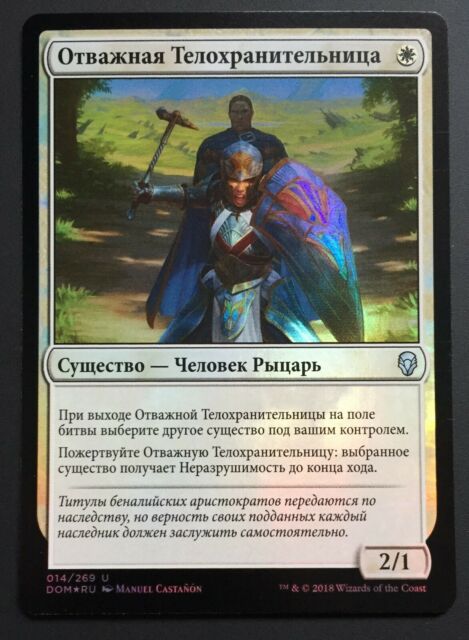 Отважная Телохранительница
Существо — Человек Рыцарь
При выходе Отважной Телохранительницы на поле
битвы выберите другое существо под вашим контролем.
Пожертвуйте Отважную Телохранительницу: выбранное
существо получает Неразрушимость до конца хода.
Титулы беналийских аристократов передаются по
наследству, но верность своих подданных каждый
наследник должен заслужить самостоятельно.
2/1
014/269 U
DOM★RU Manuel Castañón
™ & © 2018 Wizards of the Coast